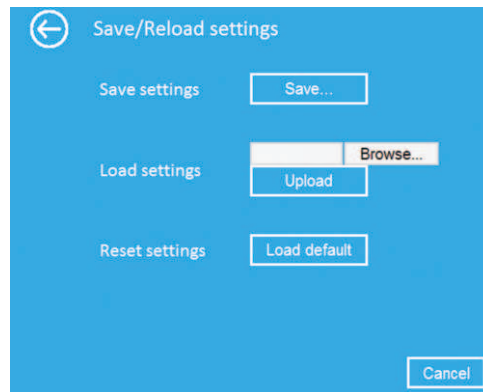 Save/Reload settings
Save settings Save...
Browse...
Load settings
Upload
Reset settings Load default
Cancel